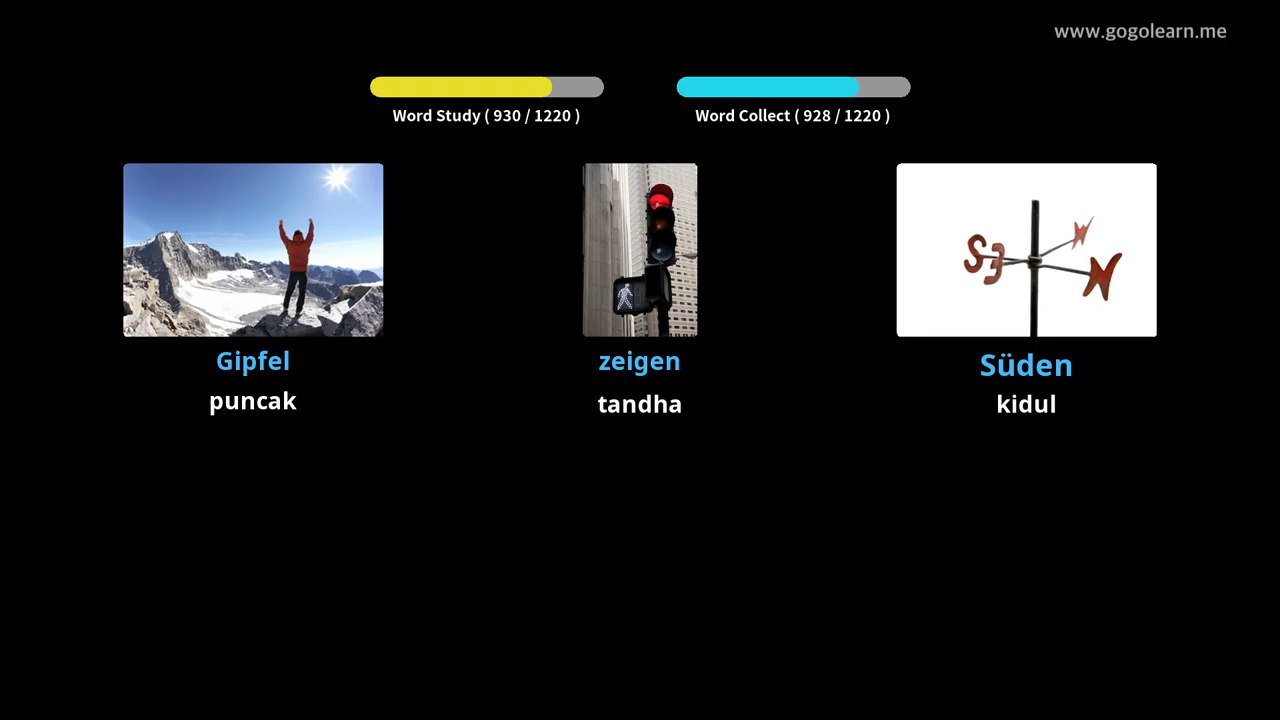 www.gogolearn.me
Word Study ( 930 / 1220 )
Word Collect ( 928 / 1220 )
S E N
Gipfel
puncak
zeigen
tandha
Süden
kidul